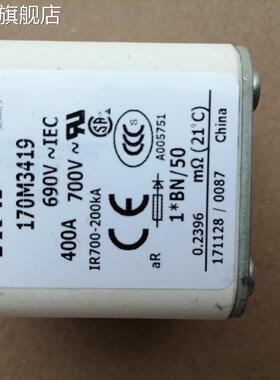 旗舰店
170M3419
690V~IEC
400A 700V~
IR700-200kA
A005751
aR
1*BN/50
0.2396 mΩ (21°C)
171128 / 0087
China